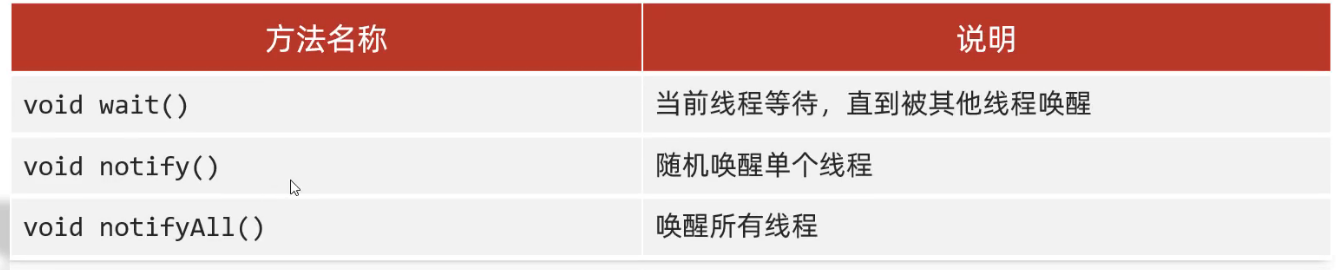 方法名称 说明
void wait() 当前线程等待，直到被其他线程唤醒
void notify() 随机唤醒单个线程
void notifyAll() 唤醒所有线程